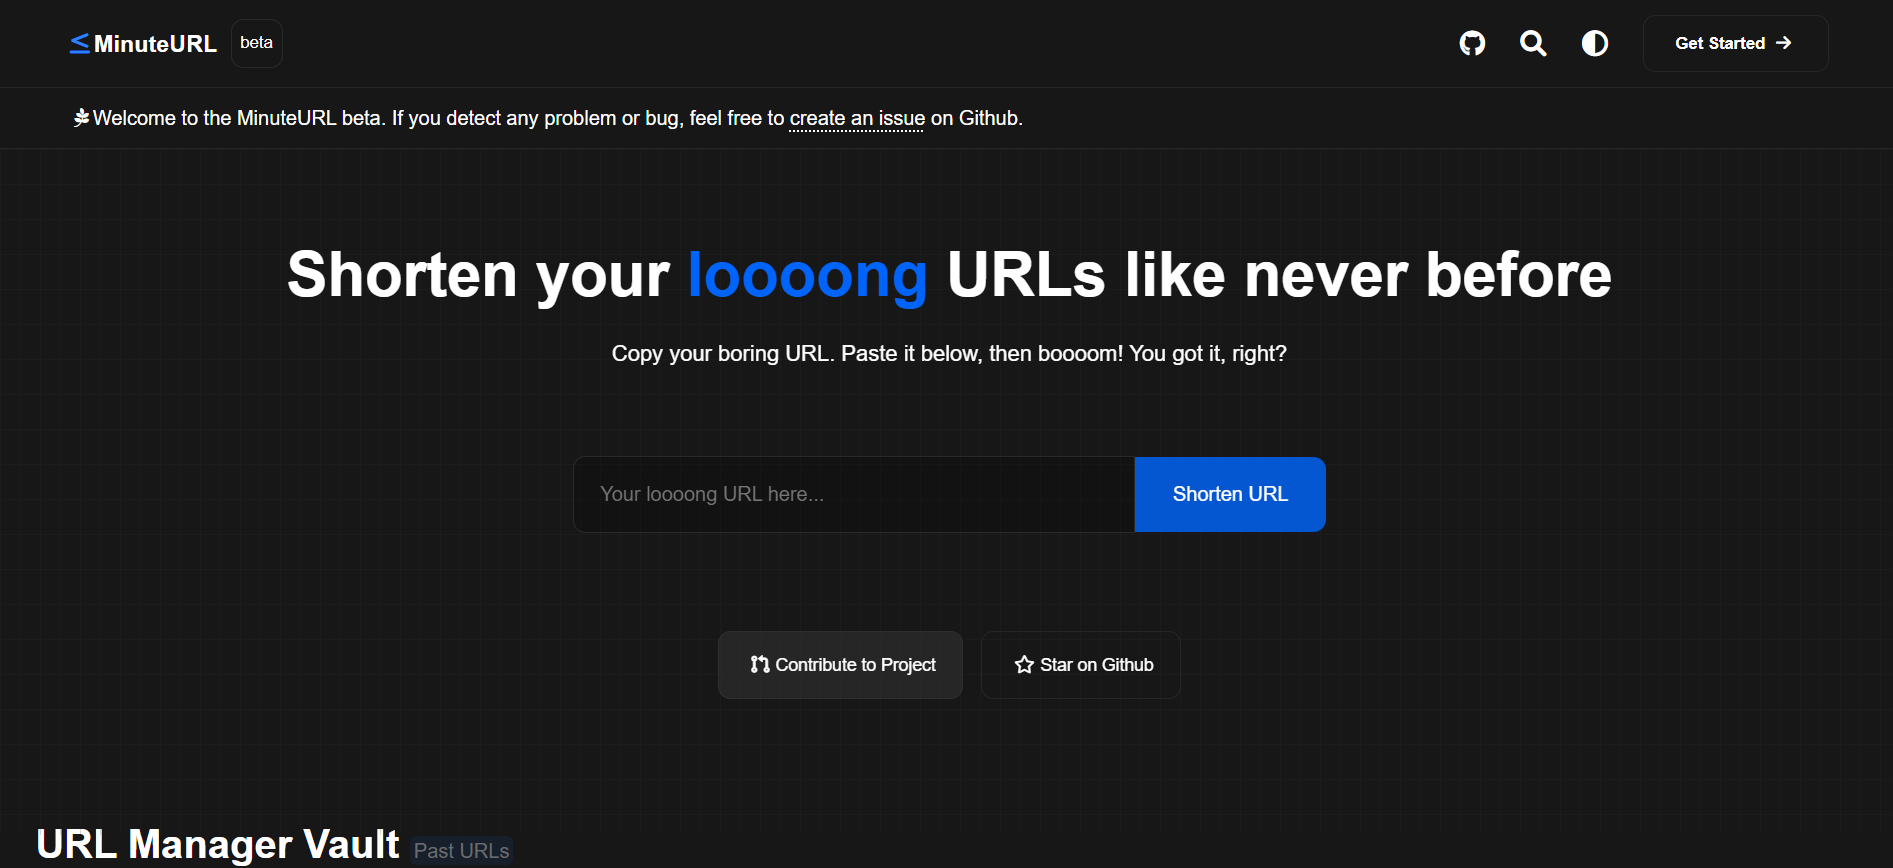 MinuteURL beta
Get Started
Welcome to the MinuteURL beta. If you detect any problem or bug, feel free to create an issue on Github.
Shorten your loooong URLs like never before
Copy your boring URL. Paste it below, then boooom! You got it, right?
Your loooong URL here...
Shorten URL
Contribute to Project
Star on Github
URL Manager Vault Past URLs